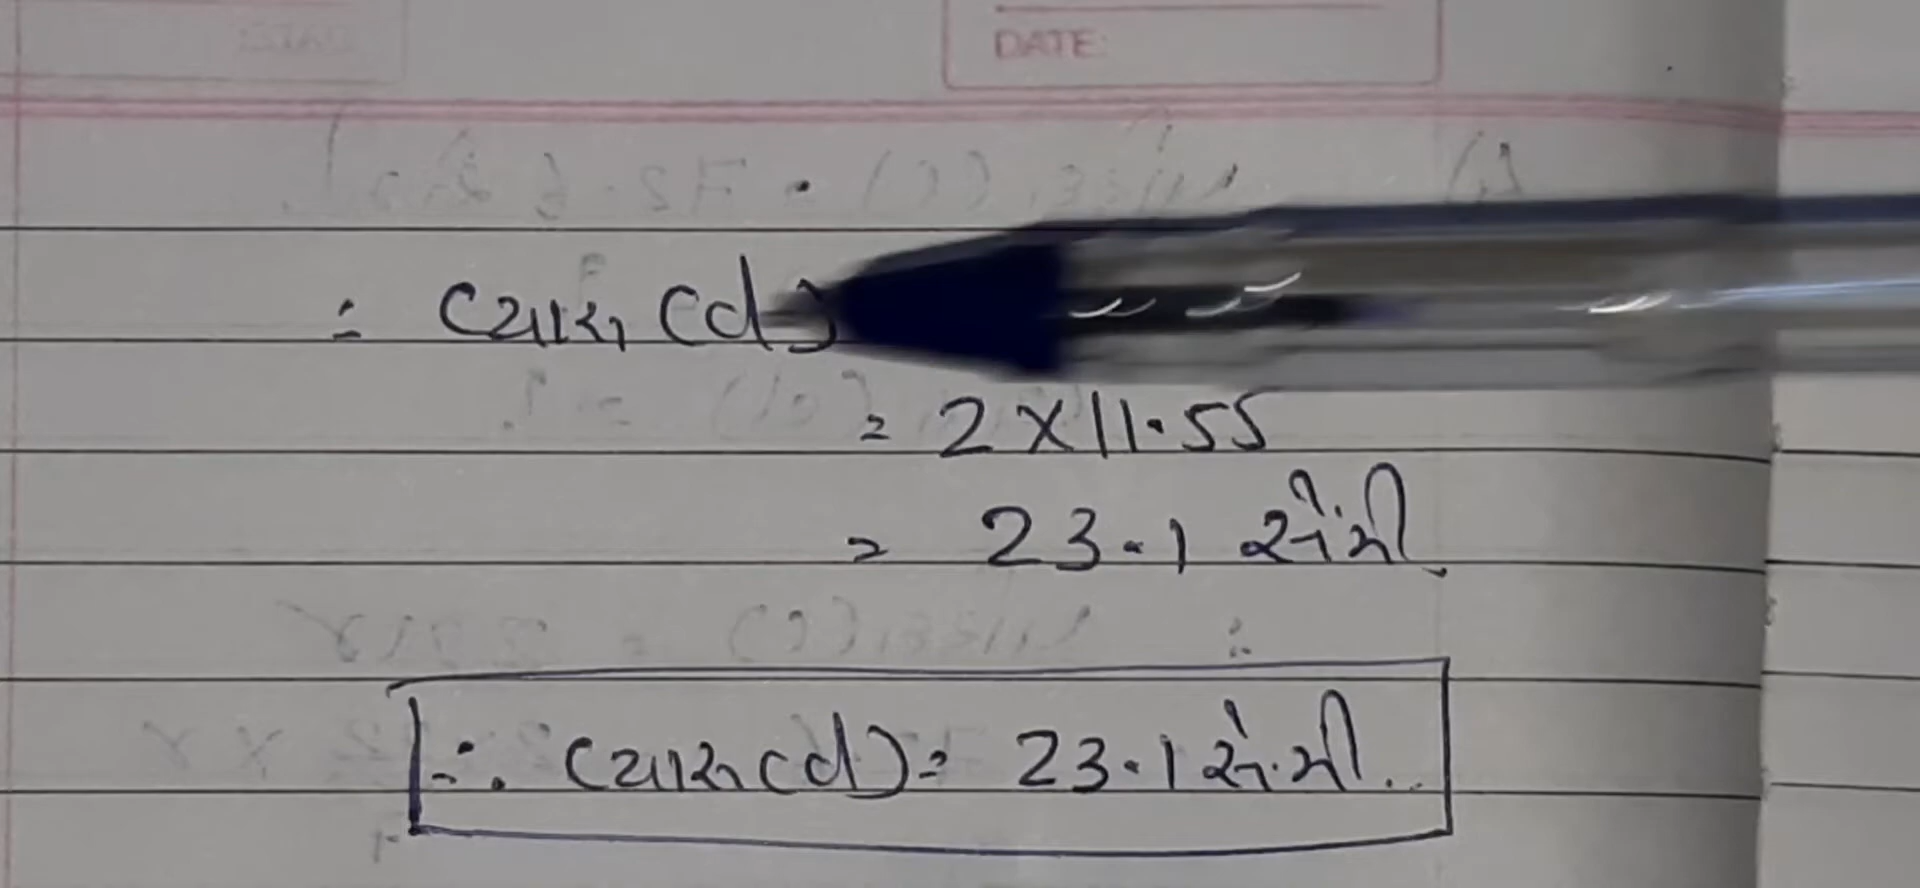 DATE:
∴ વ્યાસ (d)
= 2 × 11.55
= 23.1 સેંમી.
∴ વ્યાસ (d) = 23.1 સે.મી.